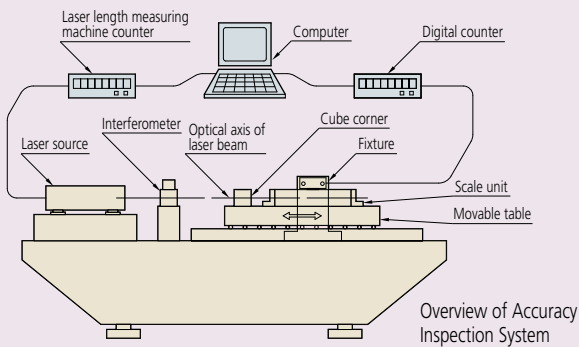 Laser length measuring
machine counter
Computer
Digital counter
Interferometer
Optical axis of
laser beam
Cube corner
Fixture
Laser source
Scale unit
Movable table
Overview of Accuracy
Inspection System